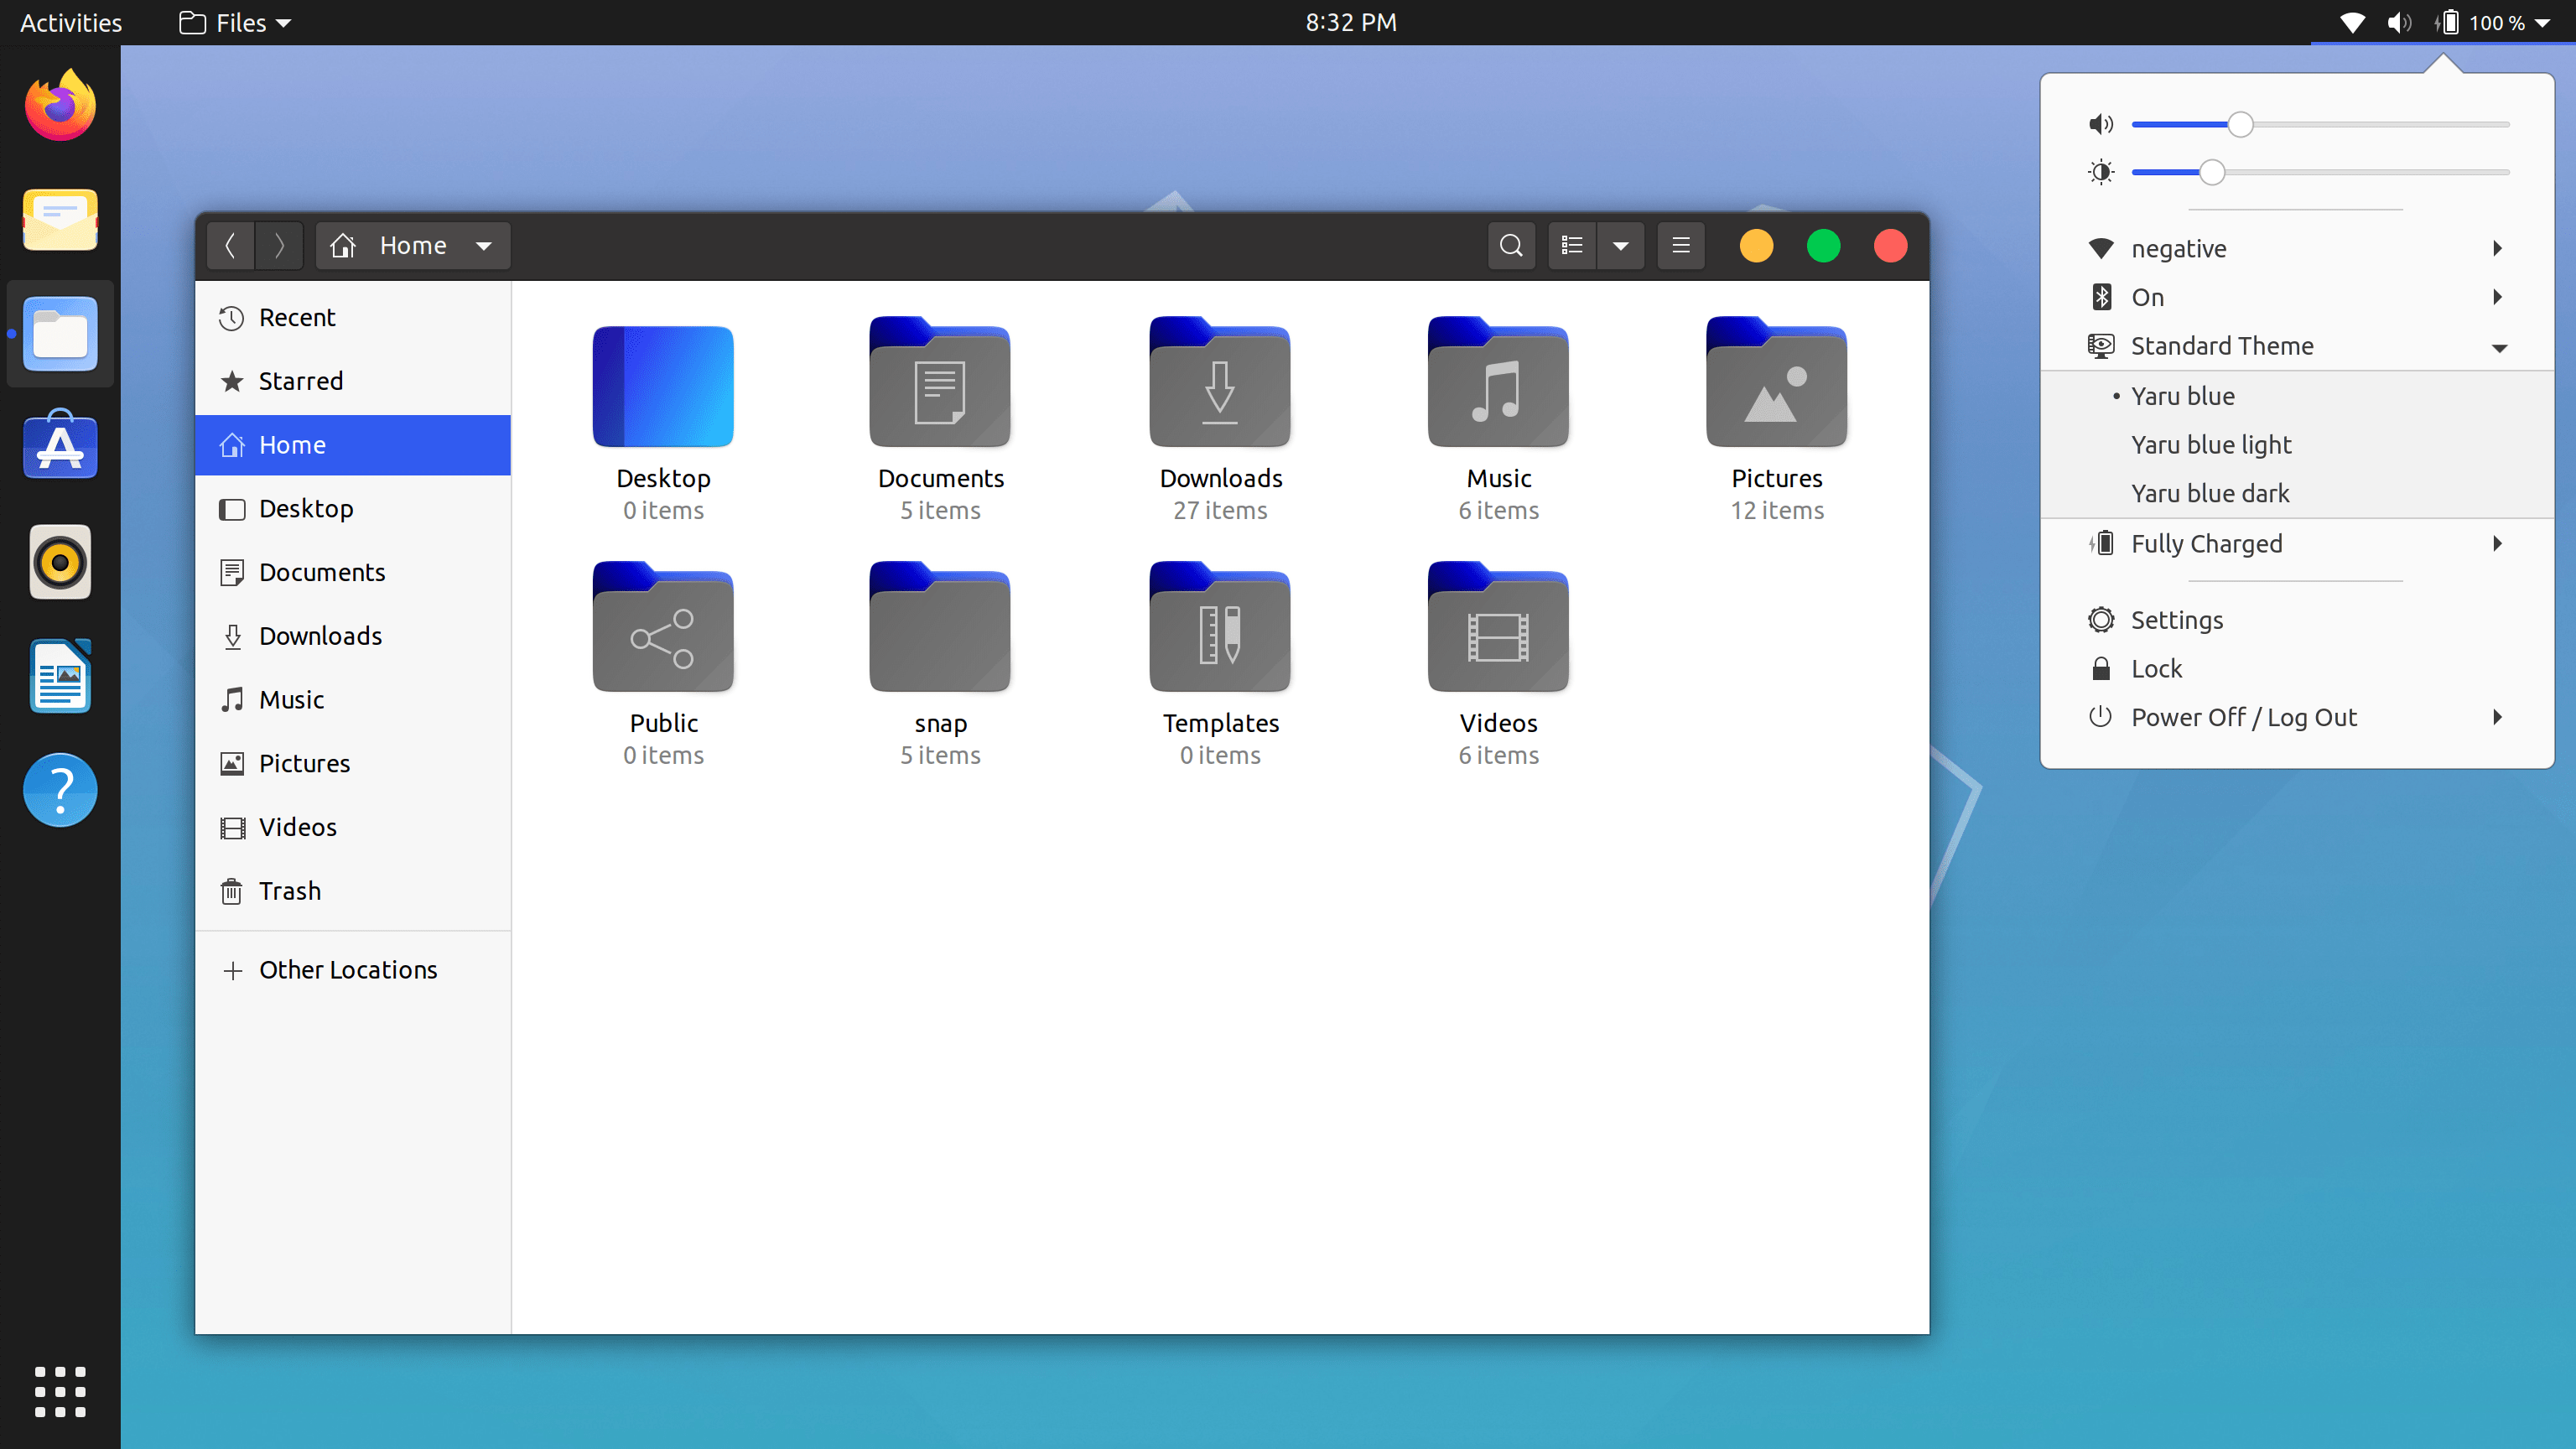 Activities Files 8:32 PM 100 %
Home
Recent
Starred
Home
Desktop
Documents
Downloads
Music
Pictures
Videos
Trash
Other Locations
Desktop Documents Downloads Music Pictures
0 items 5 items 27 items 6 items 12 items
Public snap Templates Videos
0 items 5 items 0 items 6 items
negative
On
Standard Theme
• Yaru blue
Yaru blue light
Yaru blue dark
Fully Charged
Settings
Lock
Power Off / Log Out